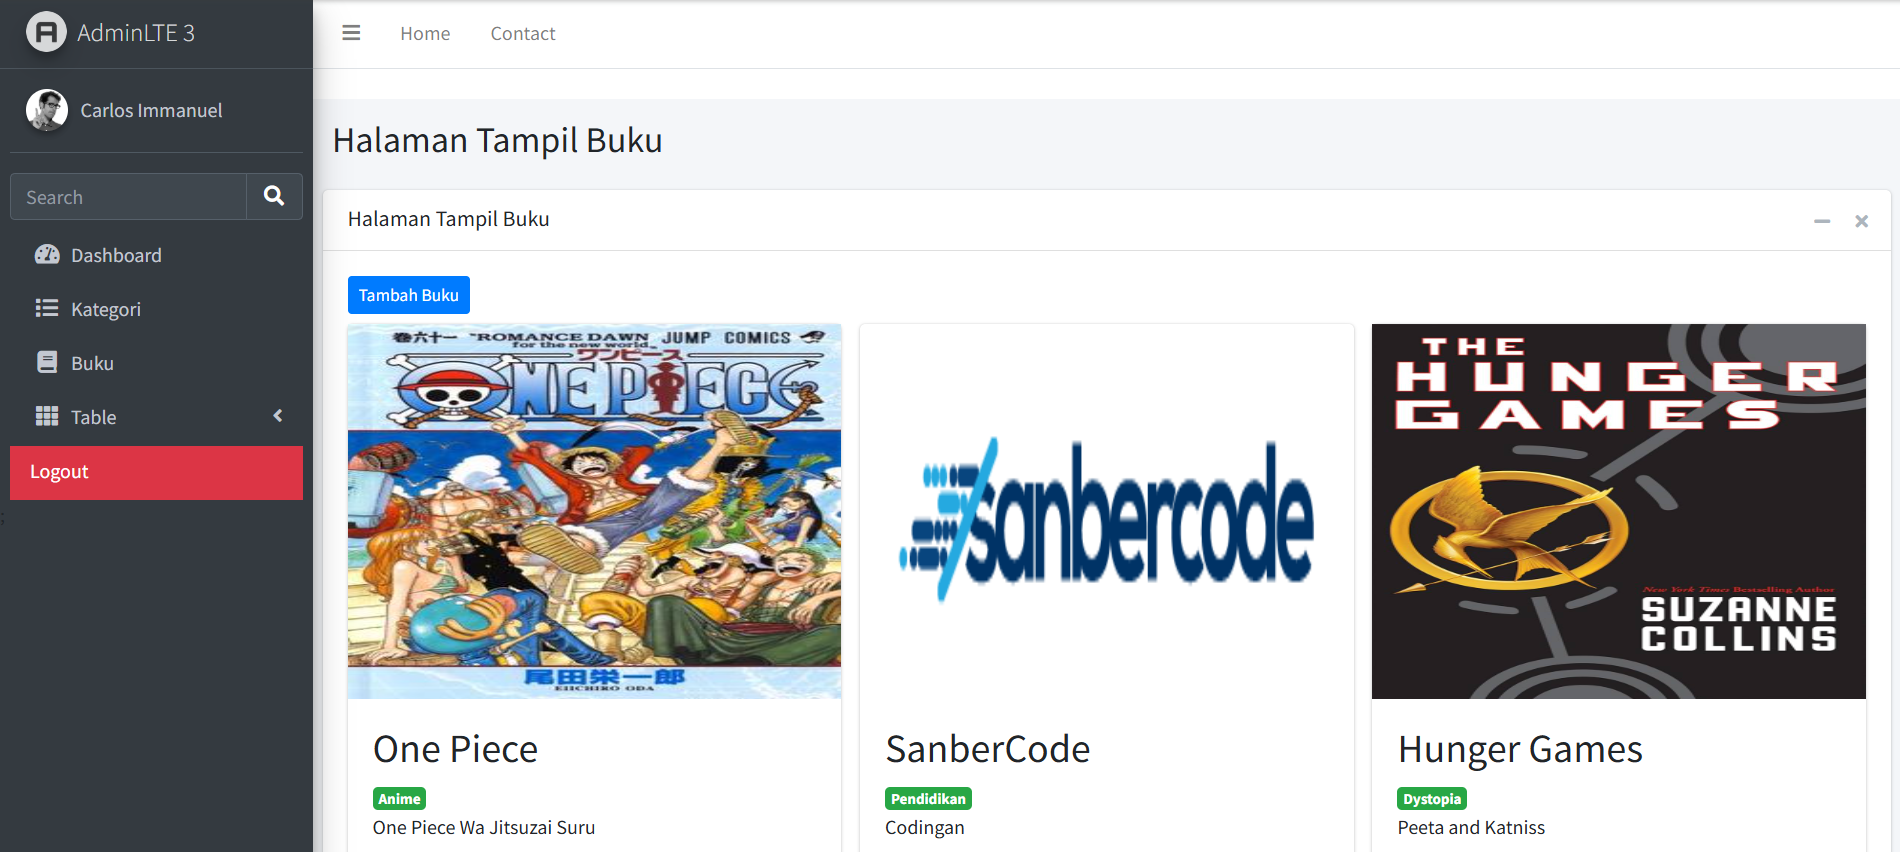 AdminLTE 3
Home
Contact
Carlos Immanuel
Search
Dashboard
Kategori
Buku
Table
Logout
;
Halaman Tampil Buku
Halaman Tampil Buku
Tambah Buku
巻六十一 "ROMANCE DAWN for the new world" JUMP COMICS
ワンピース
ONE PIECE
尾田栄一郎
EIICHIRO ODA
One Piece
Anime
One Piece Wa Jitsuzai Suru
sanbercode
SanberCode
Pendidikan
Codingan
THE
HUNGER
GAMES
New York Times Bestselling Author
SUZANNE
COLLINS
Hunger Games
Dystopia
Peeta and Katniss